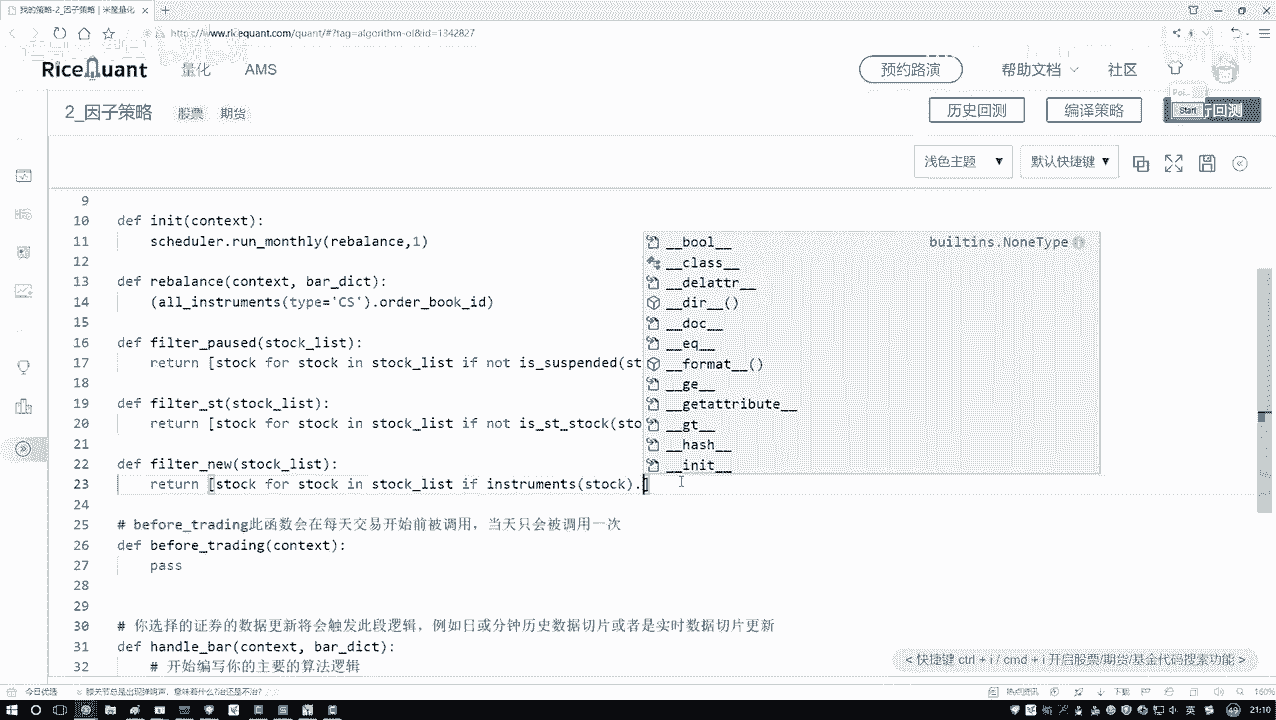 我的策略-2_因子策略 | 米筐量化
https://www.ricequant.com/quant/#?tag=algorithm-ol&id=1342827
RiceQuant 量化 AMS 预约路演 帮助文档 社区
2_因子策略 股票 期货 历史回测 编译策略 回测
Start
浅色主题 默认快捷键
9
10 def init(context):
11 scheduler.run_monthly(rebalance,1)
12
13 def rebalance(context, bar_dict):
14 (all_instruments(type='CS').order_book_id)
15
16 def filter_paused(stock_list):
17 return [stock for stock in stock_list if not is_suspended(st
18
19 def filter_st(stock_list):
20 return [stock for stock in stock_list if not is_st_stock(sto
21
22 def filter_new(stock_list):
23 return [stock for stock in stock_list if instruments(stock).]
24
25 # before_trading此函数会在每天交易开始前被调用，当天只会被调用一次
26 def before_trading(context):
27 pass
28
29
30 # 你选择的证券的数据更新将会触发此段逻辑，例如日或分钟历史数据切片或者是实时数据切片更新
31 def handle_bar(context, bar_dict):
32 # 开始编写你的主要的算法逻辑
__bool__ builtins.NoneType
__class__
__delattr__
__dir__()
__doc__
__eq__
__format__()
__ge__
__getattribute__
__gt__
__hash__
__init__
< 快捷键 ctrl + i / cmd + i 开启股票/期货/基金代码搜索功能 >
今日优选
160%
英 21:10